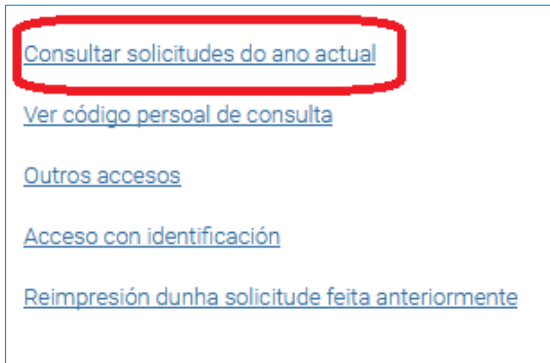 Consultar solicitudes do ano actual
Ver código persoal de consulta
Outros accesos
Acceso con identificación
Reimpresión dunha solicitude feita anteriormente